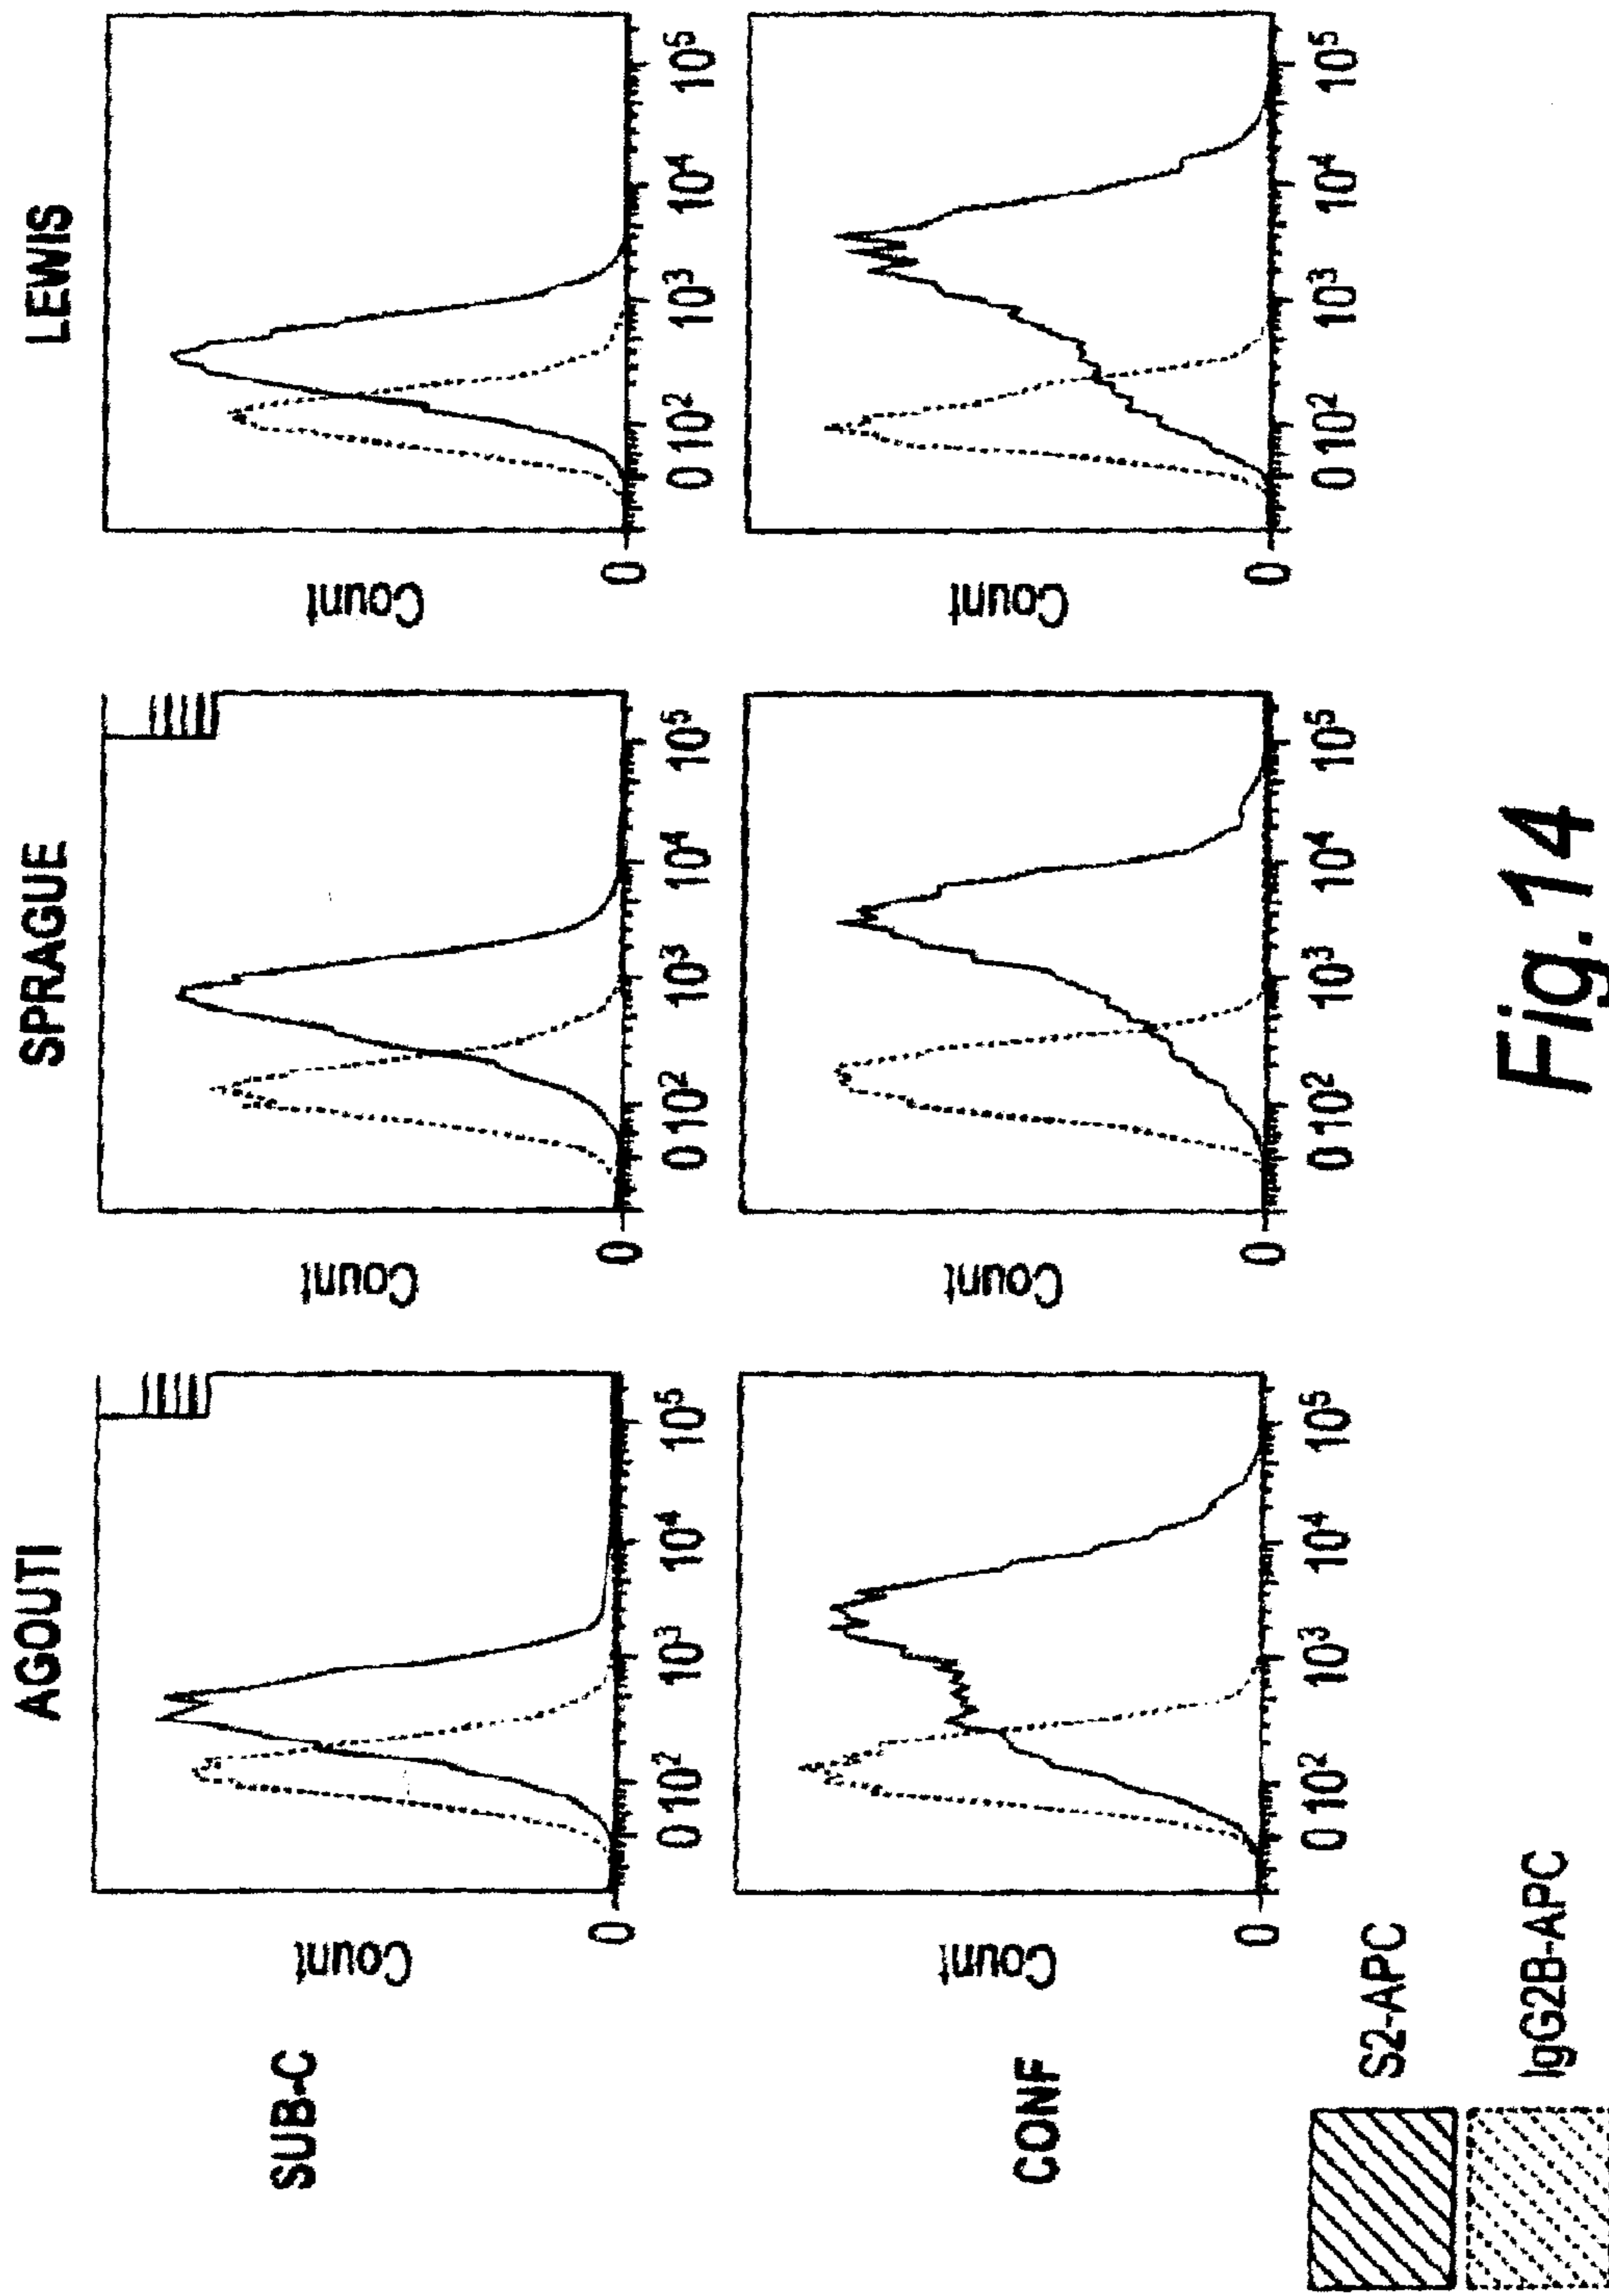 AGOUTI SPRAGUE LEWIS
SUB-C
Count Count Count
0 0 0
0 10² 10³ 10⁴ 10⁵ 0 10² 10³ 10⁴ 10⁵ 0 10² 10³ 10⁴ 10⁵
CONF
Count Count Count
0 0 0
0 10² 10³ 10⁴ 10⁵ 0 10² 10³ 10⁴ 10⁵ 0 10² 10³ 10⁴ 10⁵
S2-APC
IgG2B-APC
Fig. 14